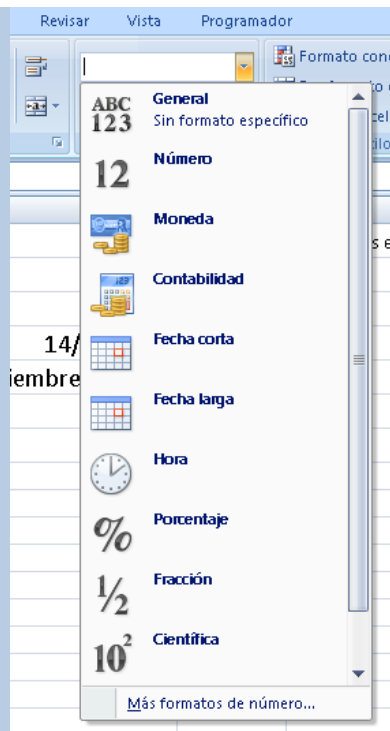 Revisar Vista Programador
Formato con
ABC
123
General
Sin formato específico
cel
12
Número
Moneda
s e
Contabilidad
14/
Fecha corta
iembre
Fecha larga
Hora
%
Porcentaje
1/2
Fracción
10²
Científica
Más formatos de número...